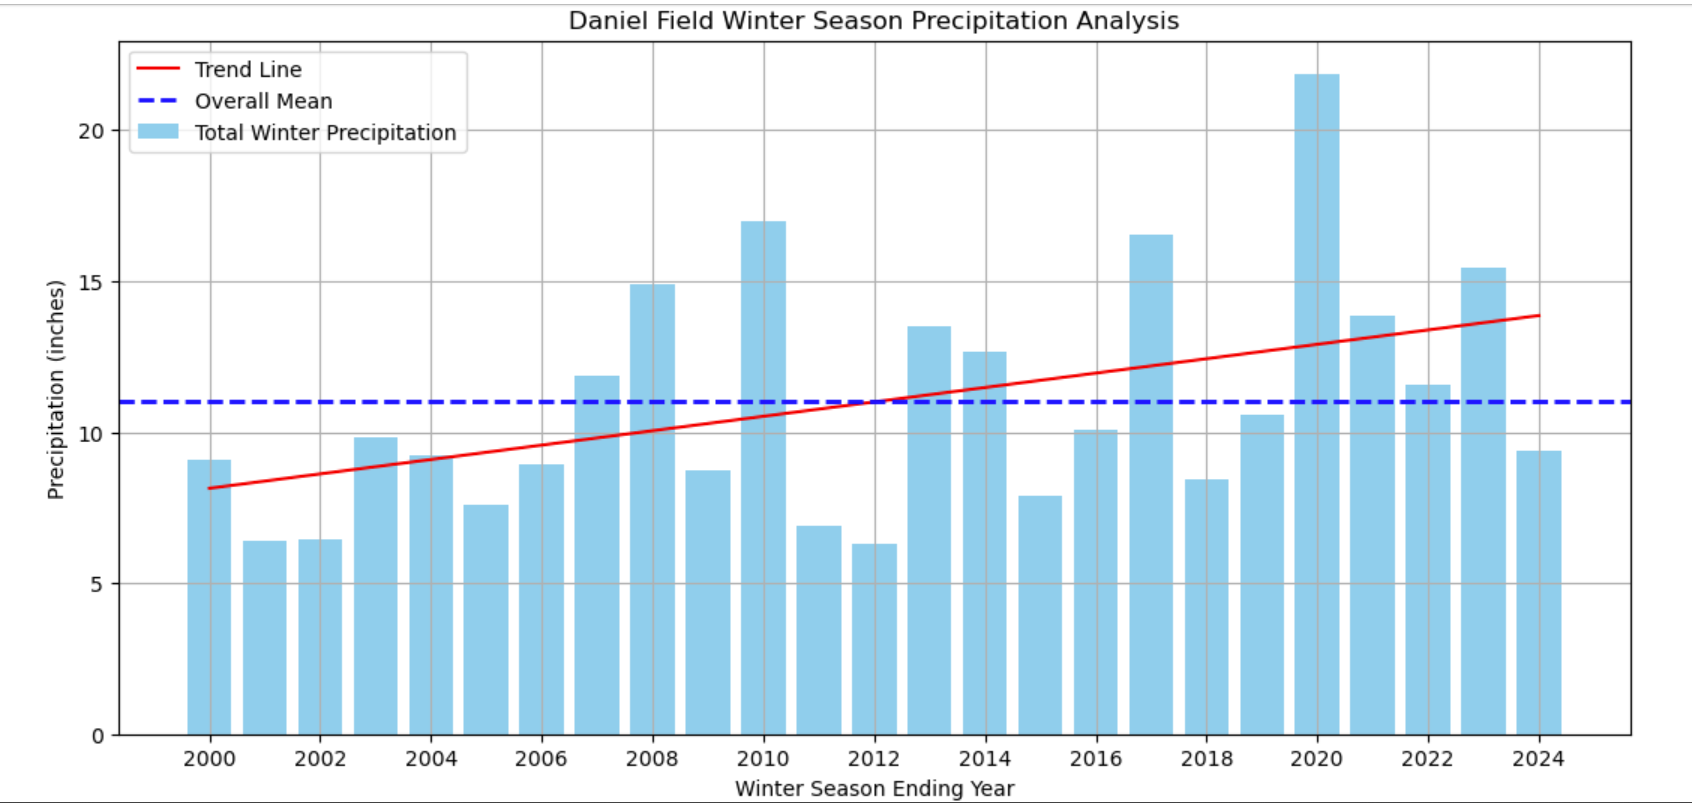 Daniel Field Winter Season Precipitation Analysis
Trend Line
Overall Mean
Total Winter Precipitation
Precipitation (inches)
20
15
10
5
0
2000 2002 2004 2006 2008 2010 2012 2014 2016 2018 2020 2022 2024
Winter Season Ending Year